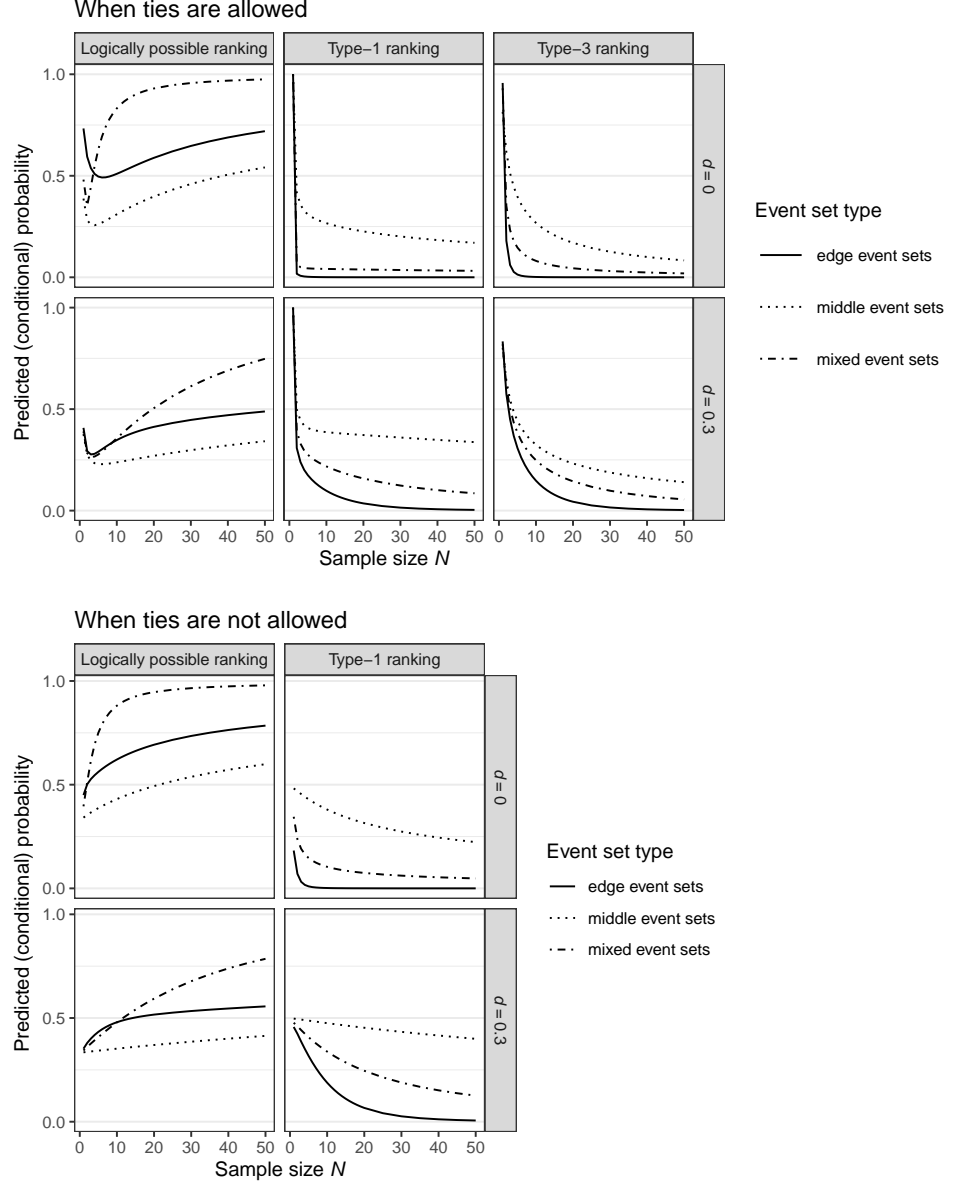 When ties are allowed
Logically possible ranking
Type−1 ranking
Type−3 ranking
Predicted (conditional) probability
1.0
0.5
0.0
d = 0
1.0
0.5
0.0
d = 0.3
0 10 20 30 40 50
0 10 20 30 40 50
0 10 20 30 40 50
Sample size N
Event set type
edge event sets
middle event sets
mixed event sets
When ties are not allowed
Logically possible ranking
Type−1 ranking
Predicted (conditional) probability
1.0
0.5
0.0
d = 0
1.0
0.5
0.0
d = 0.3
0 10 20 30 40 50
0 10 20 30 40 50
Sample size N
Event set type
edge event sets
middle event sets
mixed event sets